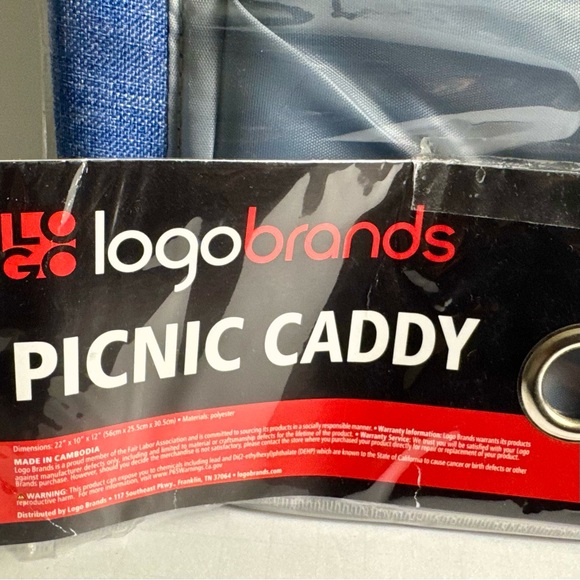 LO
GO
logobrands
PICNIC CADDY
Dimensions: 22" x 10" x 12" (56cm x 25.5cm x 30.5cm) • Materials: polyester
MADE IN CAMBODIA
Logo Brands is a proud member of the Fair Labor Association and is committed to sourcing its products in a socially responsible manner. • Warranty Information: Logo Brands warrants its products
against manufacturer defects only, including and limited to material or craftsmanship defects for the lifetime of the product. • Warranty Service: We trust you will be satisfied with your Logo
Brands purchase. However, should you decide the merchandise is not satisfactory, please contact the store where you purchased your product directly for repair or replacement of your product.
WARNING: This product can expose you to chemicals including lead and Di(2-ethylhexyl)phthalate (DEHP) which are known to the State of California to cause cancer or birth defects or other
reproductive harm. For more information, visit www.P65Warnings.ca.gov
Distributed by Logo Brands • 117 Southeast Pkwy., Franklin, TN 37064 • logobrands.com